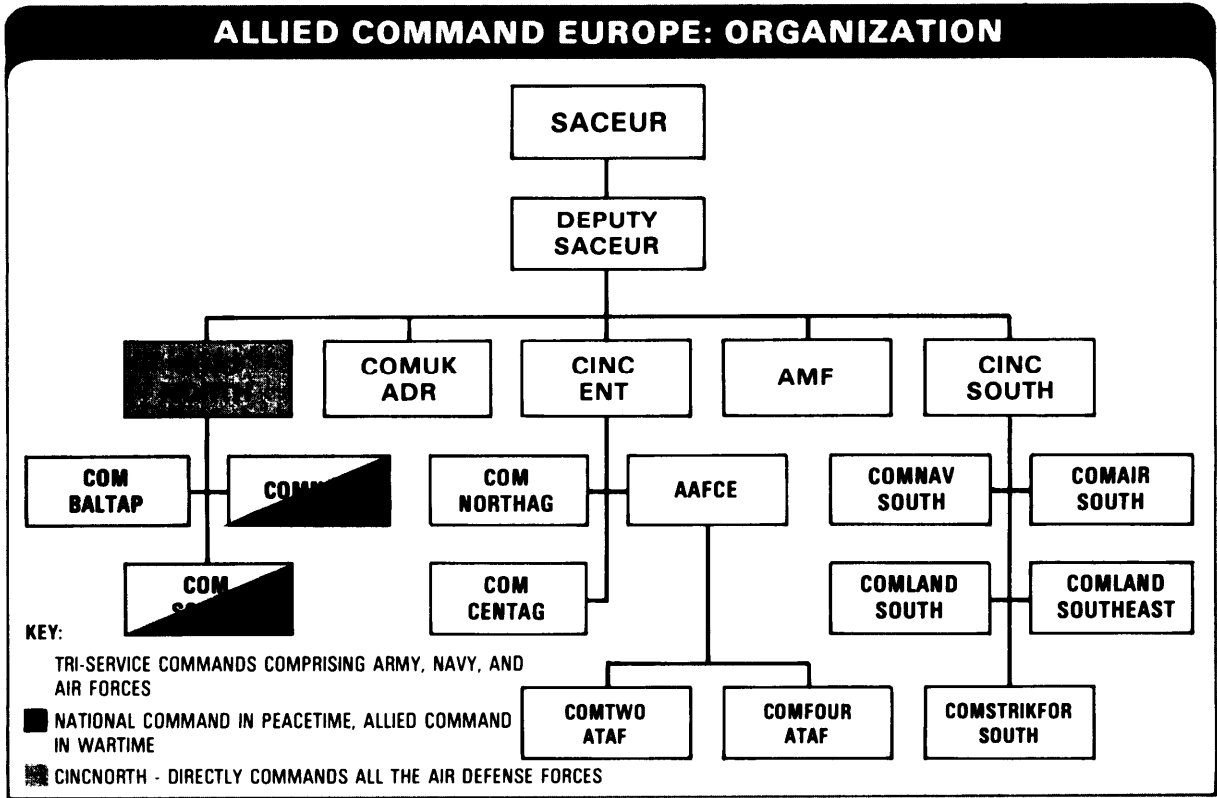 ALLIED COMMAND EUROPE: ORGANIZATION
SACEUR
DEPUTY
SACEUR
COMUK
ADR
CINC
ENT
AMF
CINC
SOUTH
COM
BALTAP
COM
NORTHAG
AAFCE
COMNAV
SOUTH
COMAIR
SOUTH
COM
COM
CENTAG
COMLAND
SOUTH
COMLAND
SOUTHEAST
COMTWO
ATAF
COMFOUR
ATAF
COMSTRIKFOR
SOUTH
KEY:
TRI-SERVICE COMMANDS COMPRISING ARMY, NAVY, AND
AIR FORCES
NATIONAL COMMAND IN PEACETIME, ALLIED COMMAND
IN WARTIME
CINCNORTH - DIRECTLY COMMANDS ALL THE AIR DEFENSE FORCES